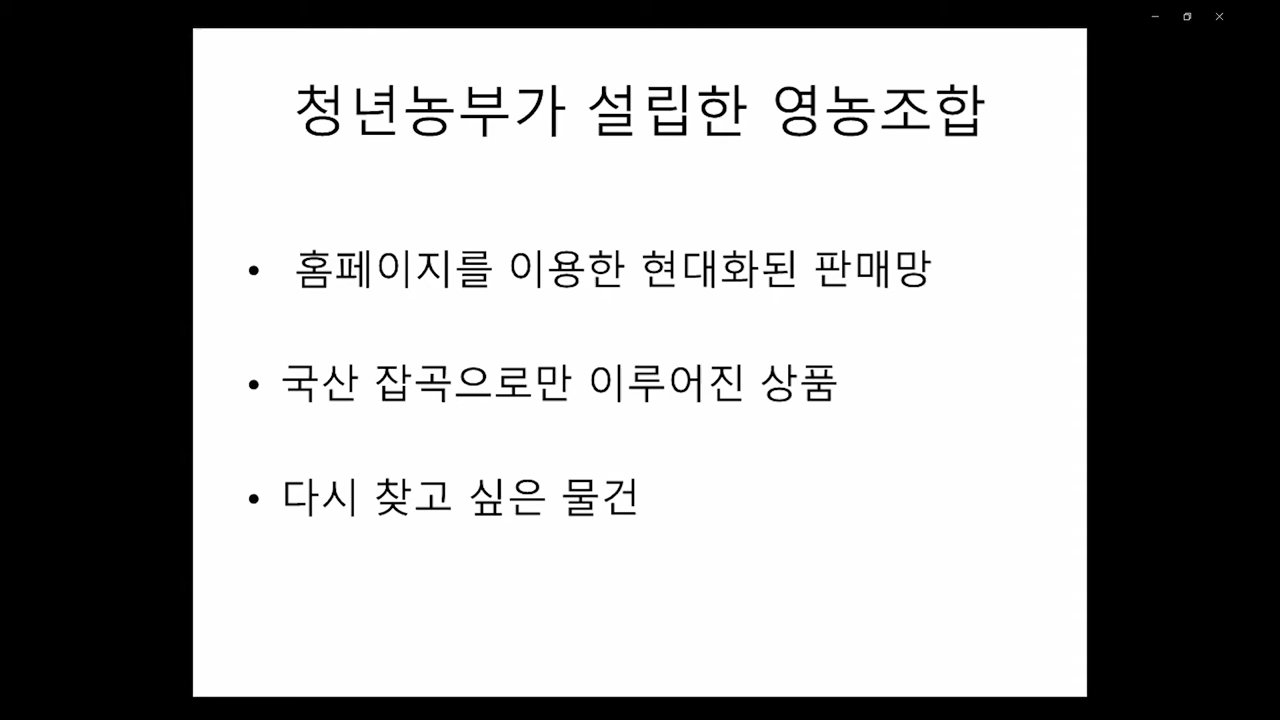 청년농부가 설립한 영농조합
• 홈페이지를 이용한 현대화된 판매망
• 국산 잡곡으로만 이루어진 상품
• 다시 찾고 싶은 물건